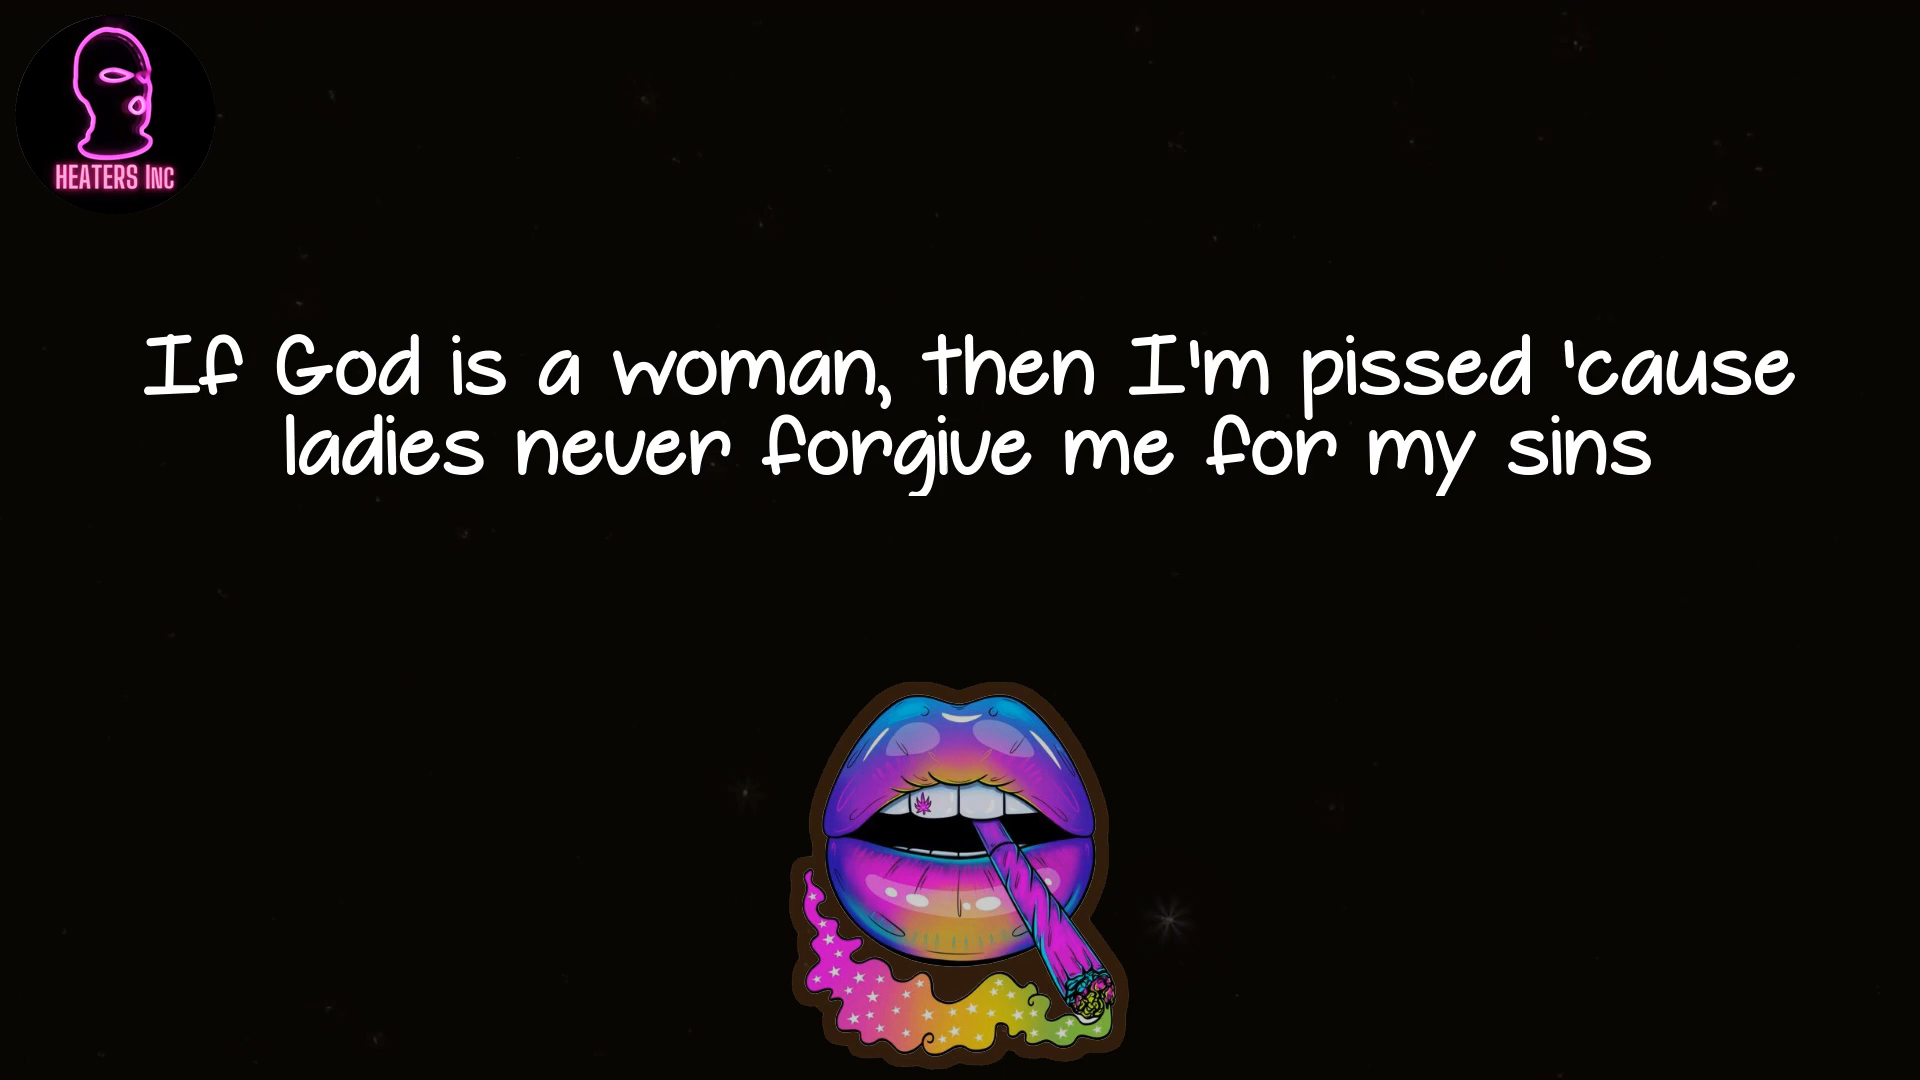 HEATERS INC
If God is a woman, then I'm pissed 'cause
ladies never forgive me for my sins